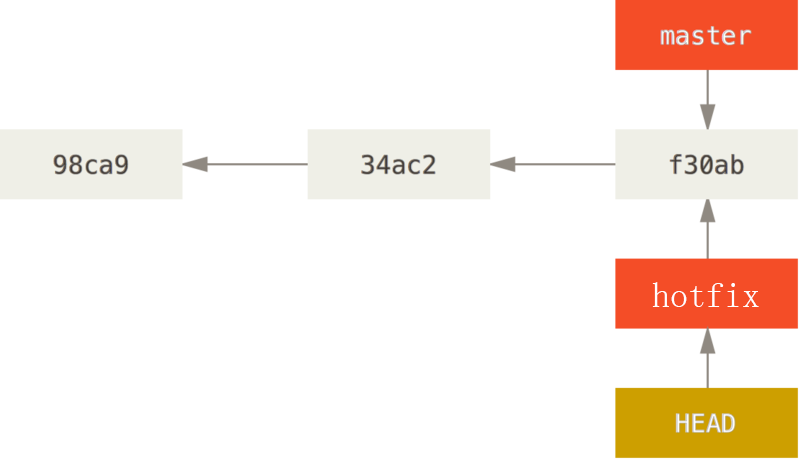 master
98ca9
34ac2
f30ab
hotfix
HEAD